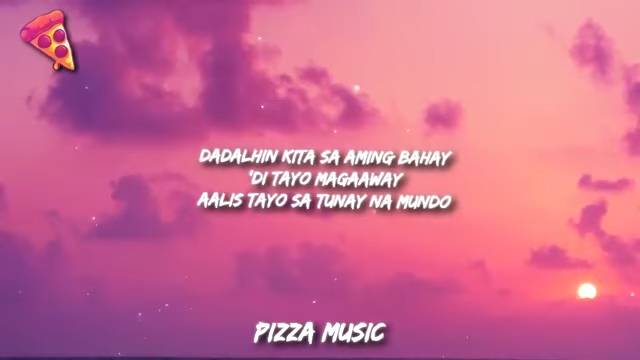 DADALHIN KITA SA AMING BAHAY
'DI TAYO MAGAAWAY
AALIS TAYO SA TUNAY NA MUNDO
PIZZA MUSIC